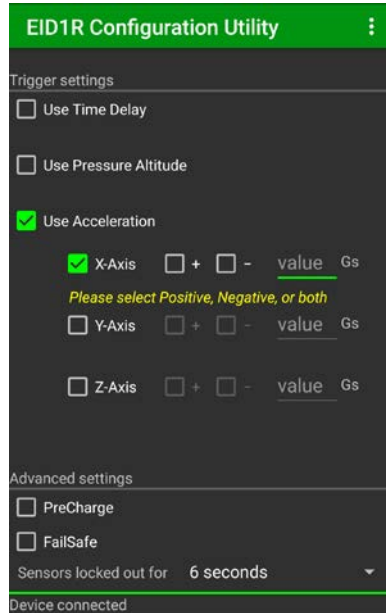 EID1R Configuration Utility
Trigger settings
Use Time Delay
Use Pressure Altitude
Use Acceleration
X-Axis + - value Gs
Please select Positive, Negative, or both
Y-Axis + - value Gs
Z-Axis + - value Gs
Advanced settings
PreCharge
FailSafe
Sensors locked out for 6 seconds
Device connected